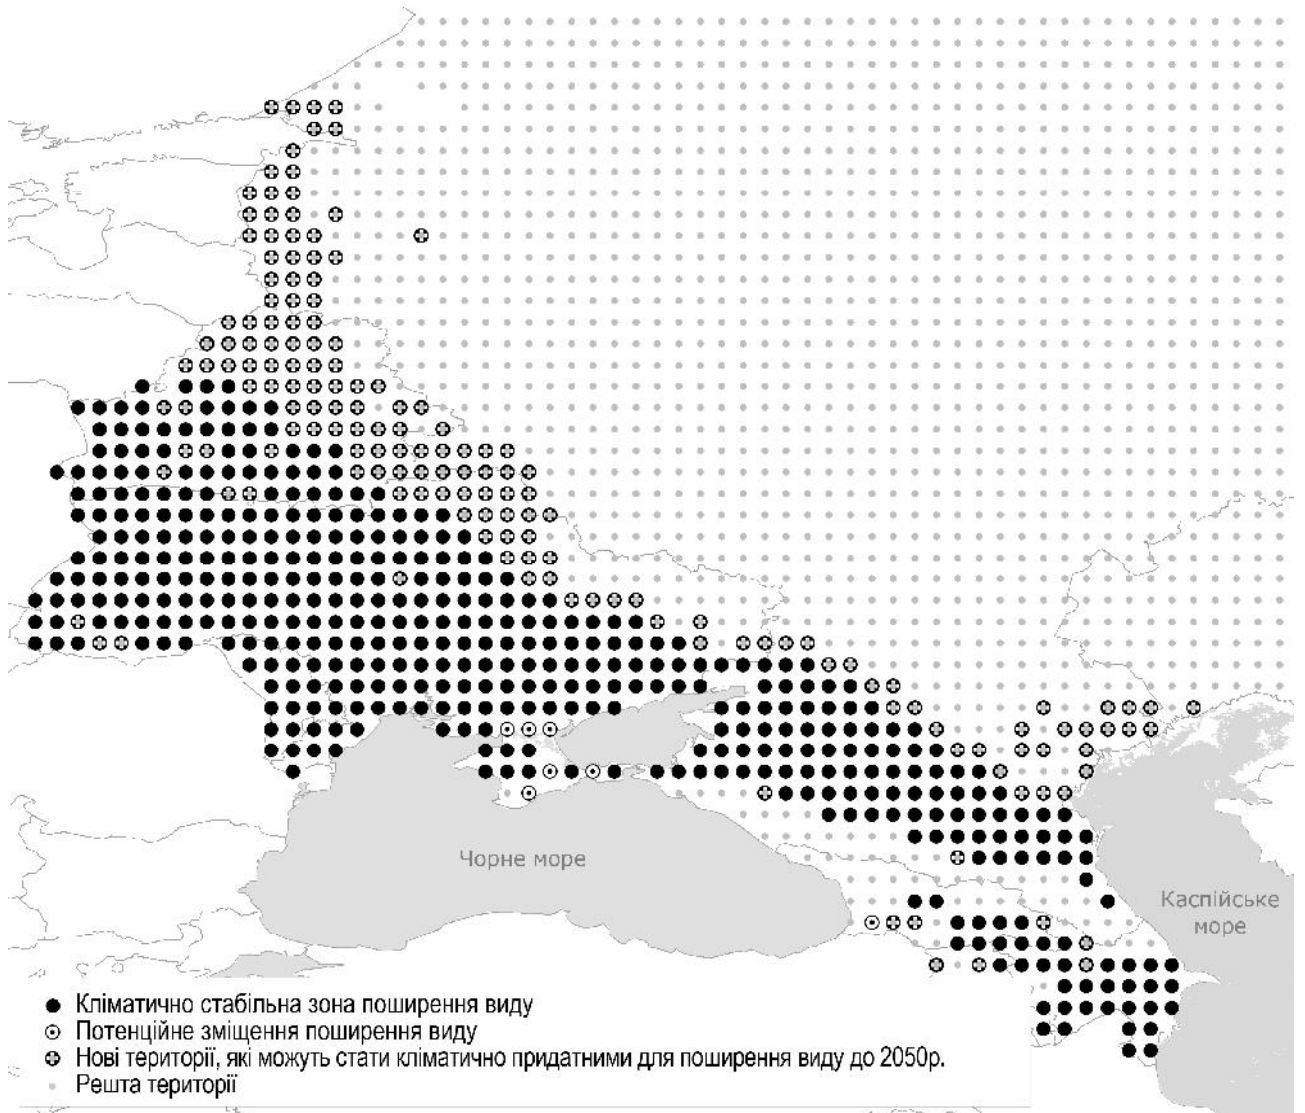 Чорне море
Каспійське
море
Кліматично стабільна зона поширення виду
Потенційне зміщення поширення виду
Нові території, які можуть стати кліматично придатними для поширення виду до 2050р.
Решта території